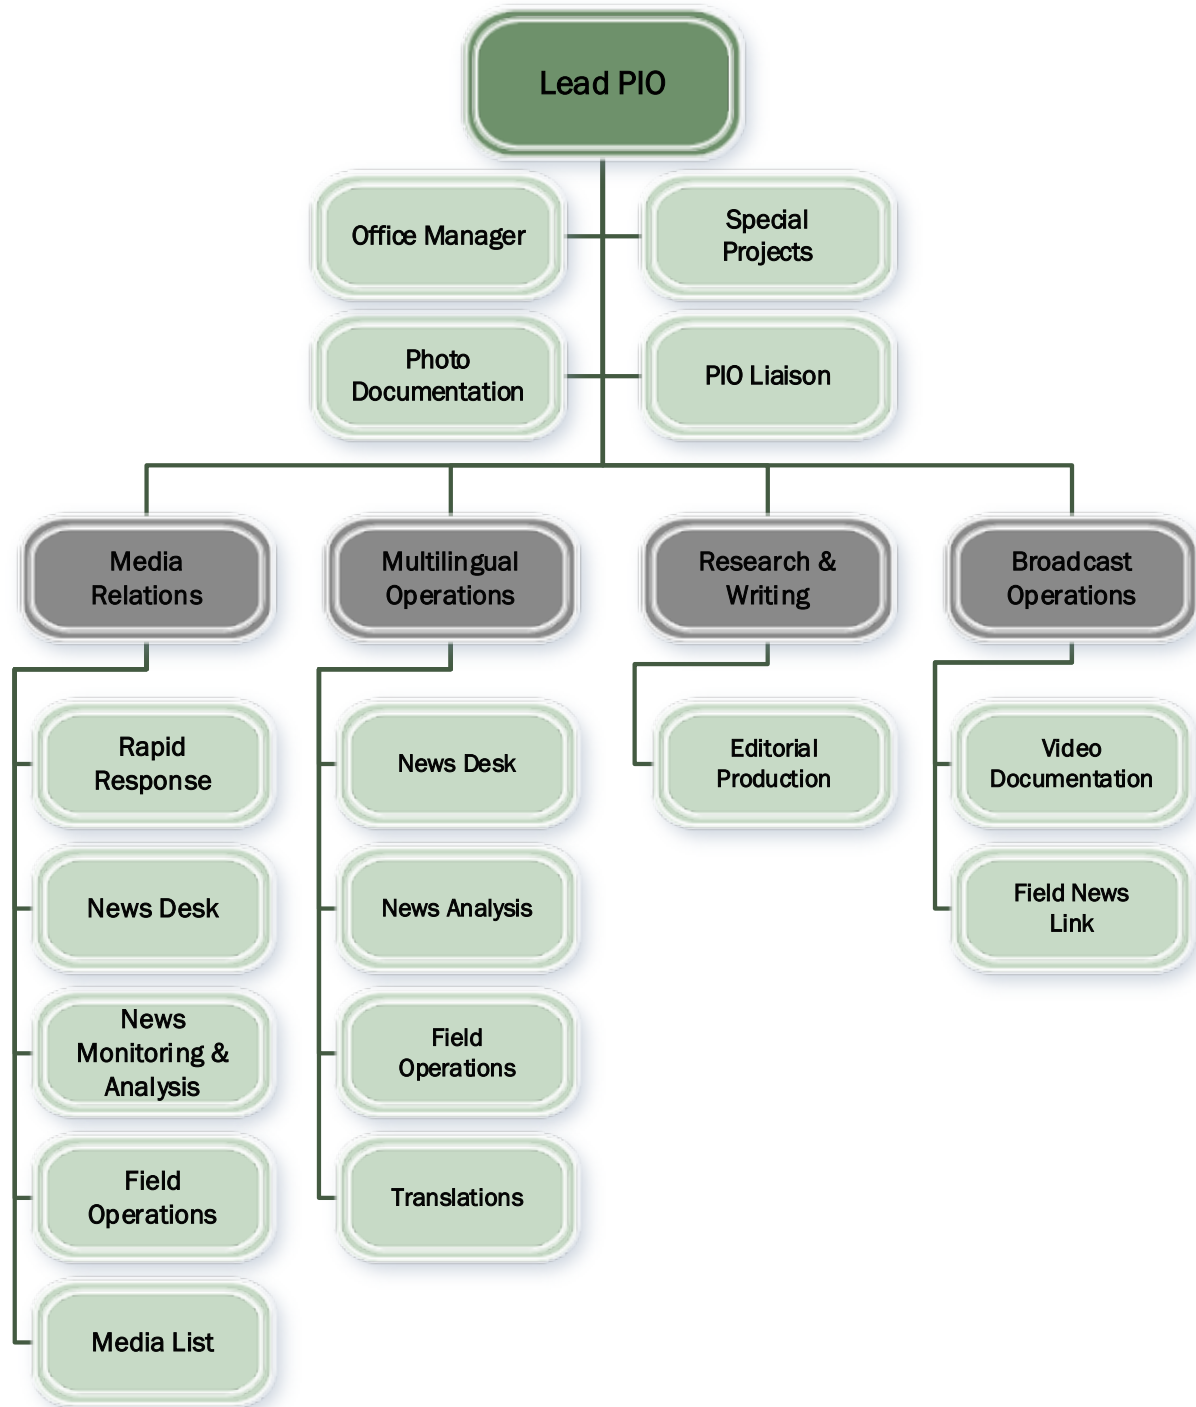 Lead PIO
Office Manager
Special
Projects
Photo
Documentation
PIO Liaison
Media
Relations
Multilingual
Operations
Research &
Writing
Broadcast
Operations
Rapid
Response
News Desk
News
Monitoring &
Analysis
Field
Operations
Media List
News Desk
News Analysis
Field
Operations
Translations
Editorial
Production
Video
Documentation
Field News
Link